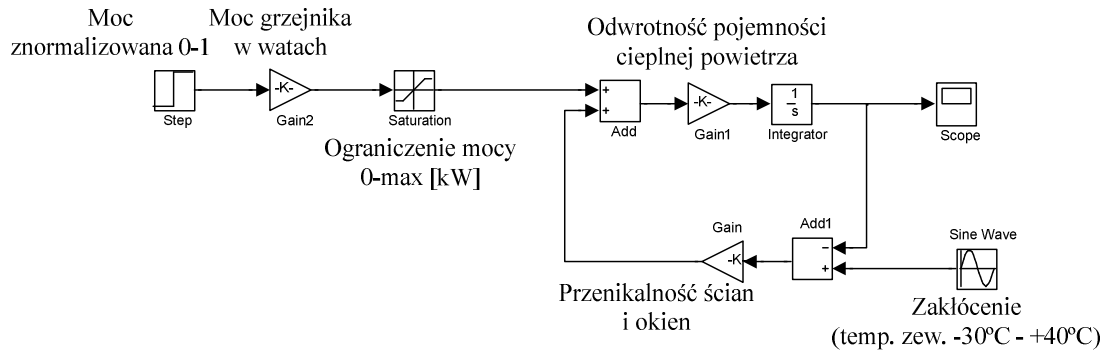 Moc
znormalizowana 0-1
Moc grzejnika
w watach
Odwrotność pojemności
cieplnej powietrza
Step
-K-
Gain2
Saturation
Ograniczenie mocy
0-max [kW]
+
+
Add
-K-
Gain1
1
s
Integrator
Scope
Gain
-K
Przenikalność ścian
i okien
Add1
−
+
Sine Wave
Zakłócenie
(temp. zew. -30ºC - +40ºC)